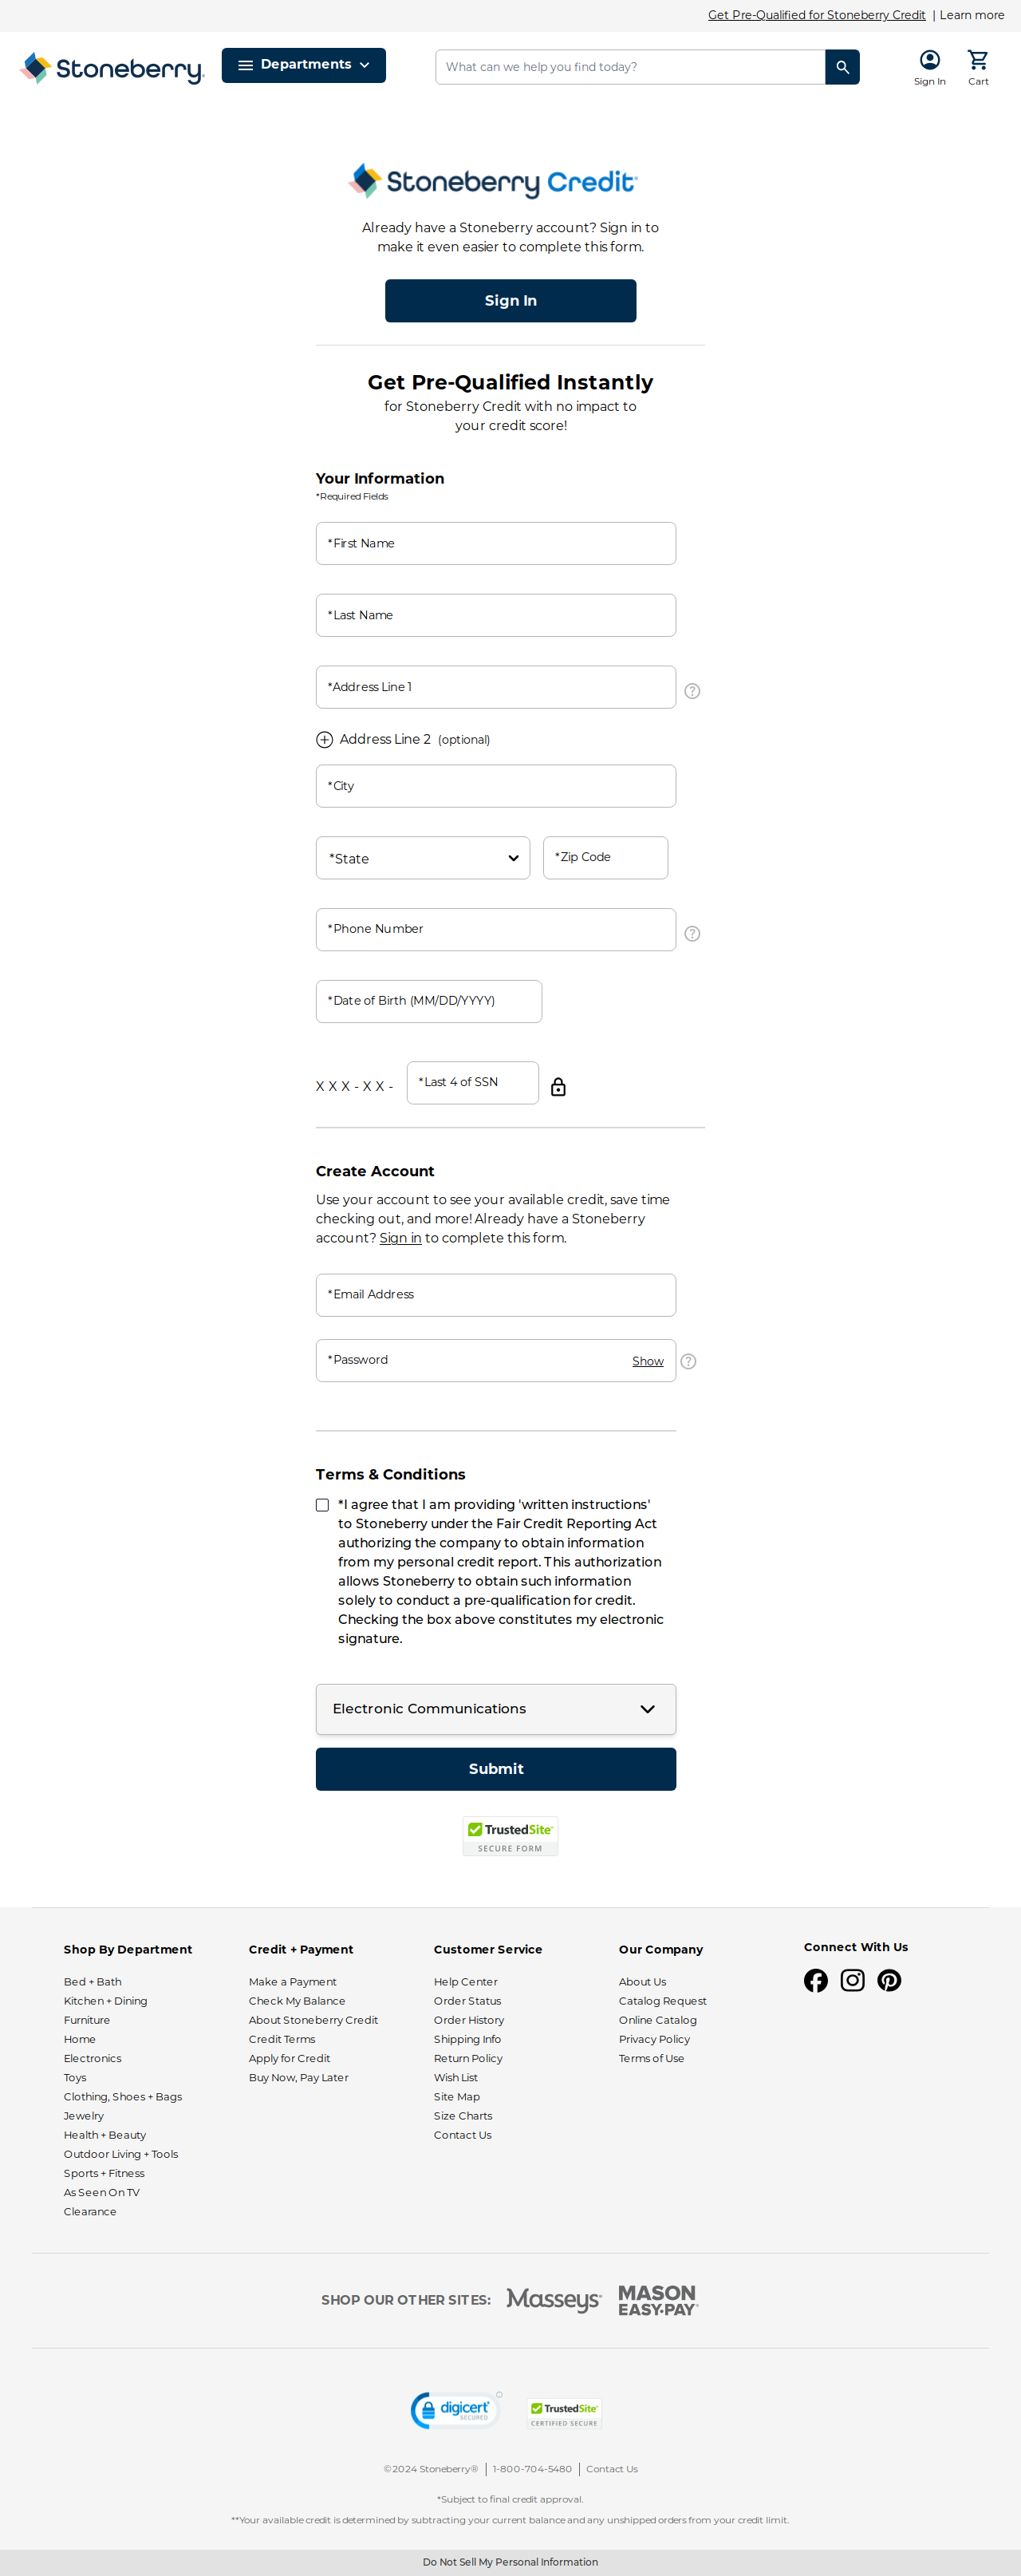 Get Pre-Qualified for Stoneberry Credit | Learn more
Stoneberry
Departments
What can we help you find today?
Sign In
Cart
Stoneberry Credit
Already have a Stoneberry account? Sign in to
make it even easier to complete this form.
Sign In
Get Pre-Qualified Instantly
for Stoneberry Credit with no impact to
your credit score!
Your Information
*Required Fields
*First Name
*Last Name
*Address Line 1
?
Address Line 2 (optional)
*City
*State
*Zip Code
*Phone Number
?
*Date of Birth (MM/DD/YYYY)
X X X - X X -
*Last 4 of SSN
Create Account
Use your account to see your available credit, save time
checking out, and more! Already have a Stoneberry
account? Sign in to complete this form.
*Email Address
*Password
Show
?
Terms & Conditions
*I agree that I am providing 'written instructions'
to Stoneberry under the Fair Credit Reporting Act
authorizing the company to obtain information
from my personal credit report. This authorization
allows Stoneberry to obtain such information
solely to conduct a pre-qualification for credit.
Checking the box above constitutes my electronic
signature.
Electronic Communications
Submit
TrustedSite
SECURE FORM
Shop By Department
Bed + Bath
Kitchen + Dining
Furniture
Home
Electronics
Toys
Clothing, Shoes + Bags
Jewelry
Health + Beauty
Outdoor Living + Tools
Sports + Fitness
As Seen On TV
Clearance
Credit + Payment
Make a Payment
Check My Balance
About Stoneberry Credit
Credit Terms
Apply for Credit
Buy Now, Pay Later
Customer Service
Help Center
Order Status
Order History
Shipping Info
Return Policy
Wish List
Site Map
Size Charts
Contact Us
Our Company
About Us
Catalog Request
Online Catalog
Privacy Policy
Terms of Use
Connect With Us
SHOP OUR OTHER SITES:
Masseys
MASON
EASY•PAY
digicert
SECURED
TrustedSite
CERTIFIED SECURE
©2024 Stoneberry® | 1-800-704-5480 | Contact Us
*Subject to final credit approval.
**Your available credit is determined by subtracting your current balance and any unshipped orders from your credit limit.
Do Not Sell My Personal Information